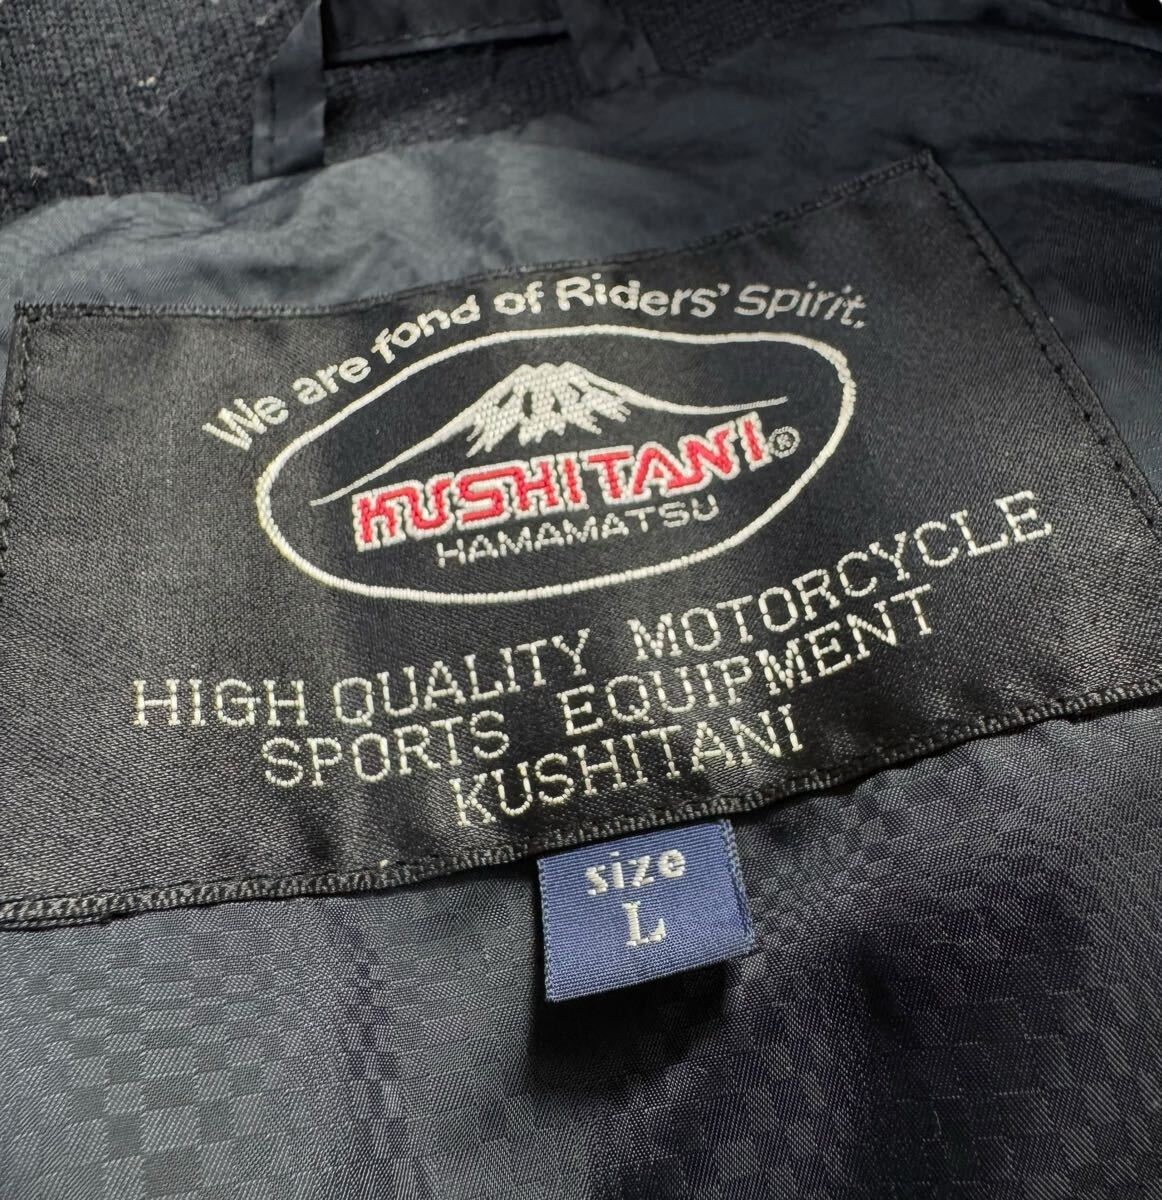 We are fond of Riders' Spirit.
KUSHITANI®
HAMAMATSU
HIGH QUALITY MOTORCYCLE
SPORTS EQUIPMENT
KUSHITANI
size
L